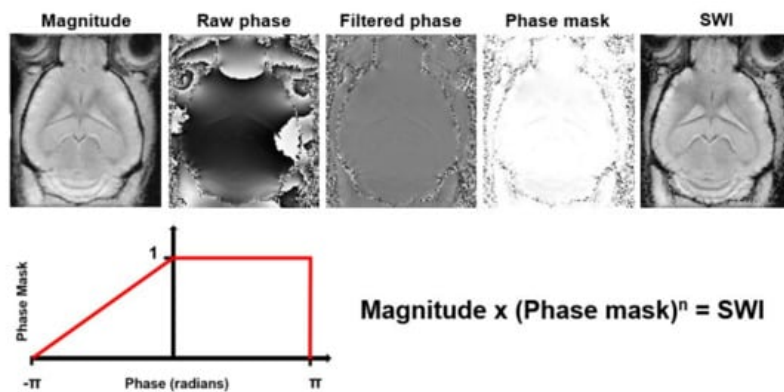 Magnitude
Raw phase
Filtered phase
Phase mask
SWI
1
Phase Mask
-π
Phase (radians)
π
Magnitude x (Phase mask)ⁿ = SWI